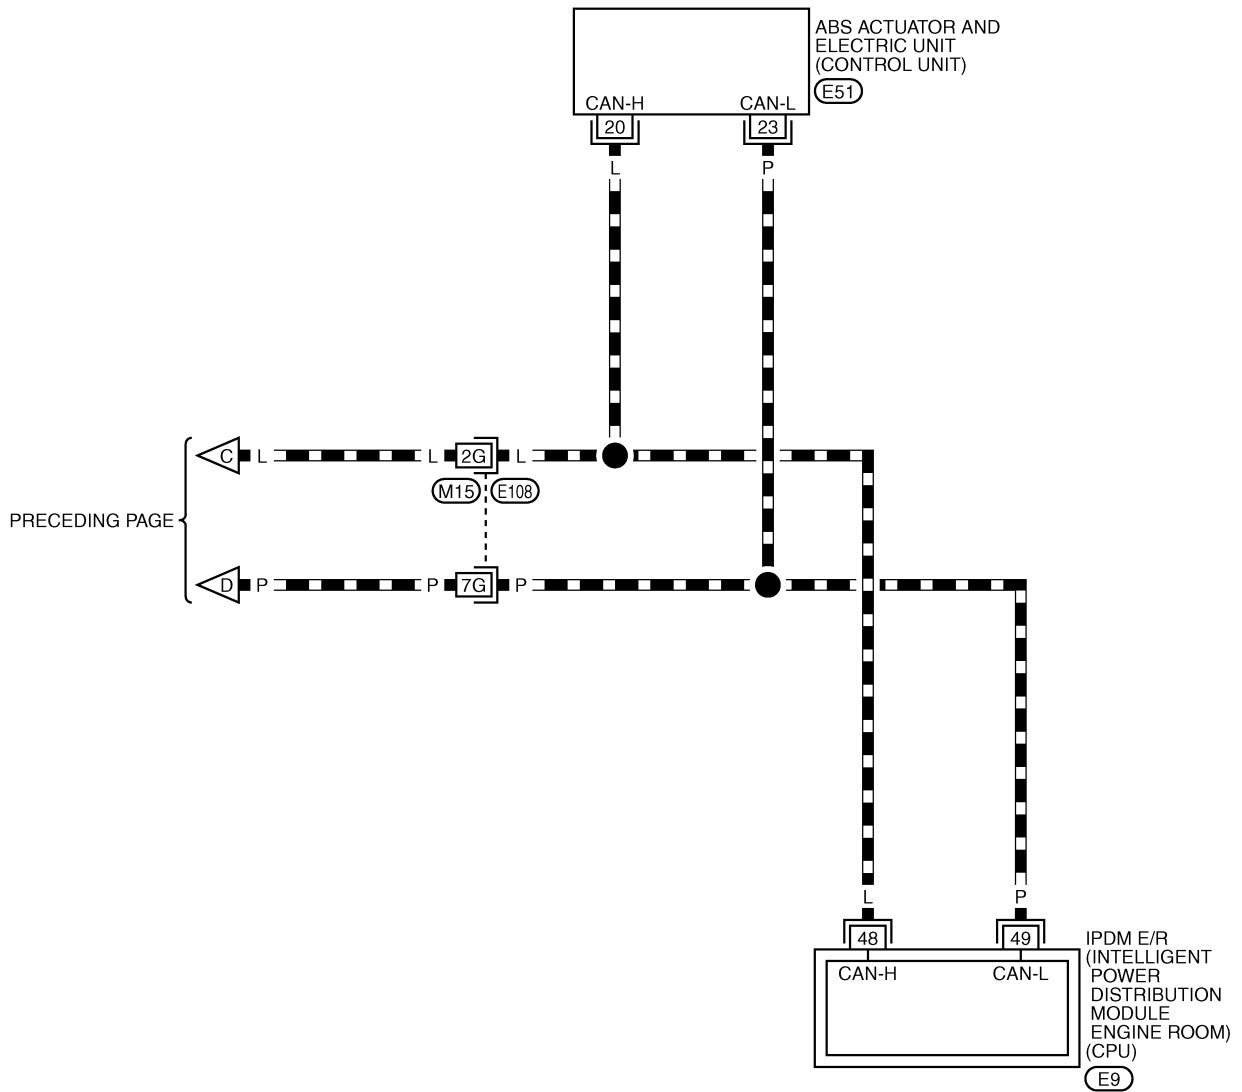 ABS ACTUATOR AND
ELECTRIC UNIT
(CONTROL UNIT)
E51
CAN-H
CAN-L
20
23
L
P
C
L
L
2G
L
M15
E108
PRECEDING PAGE
D
P
P
7G
P
L
P
48
49
CAN-H
CAN-L
IPDM E/R
(INTELLIGENT
POWER
DISTRIBUTION
MODULE
ENGINE ROOM)
(CPU)
E9